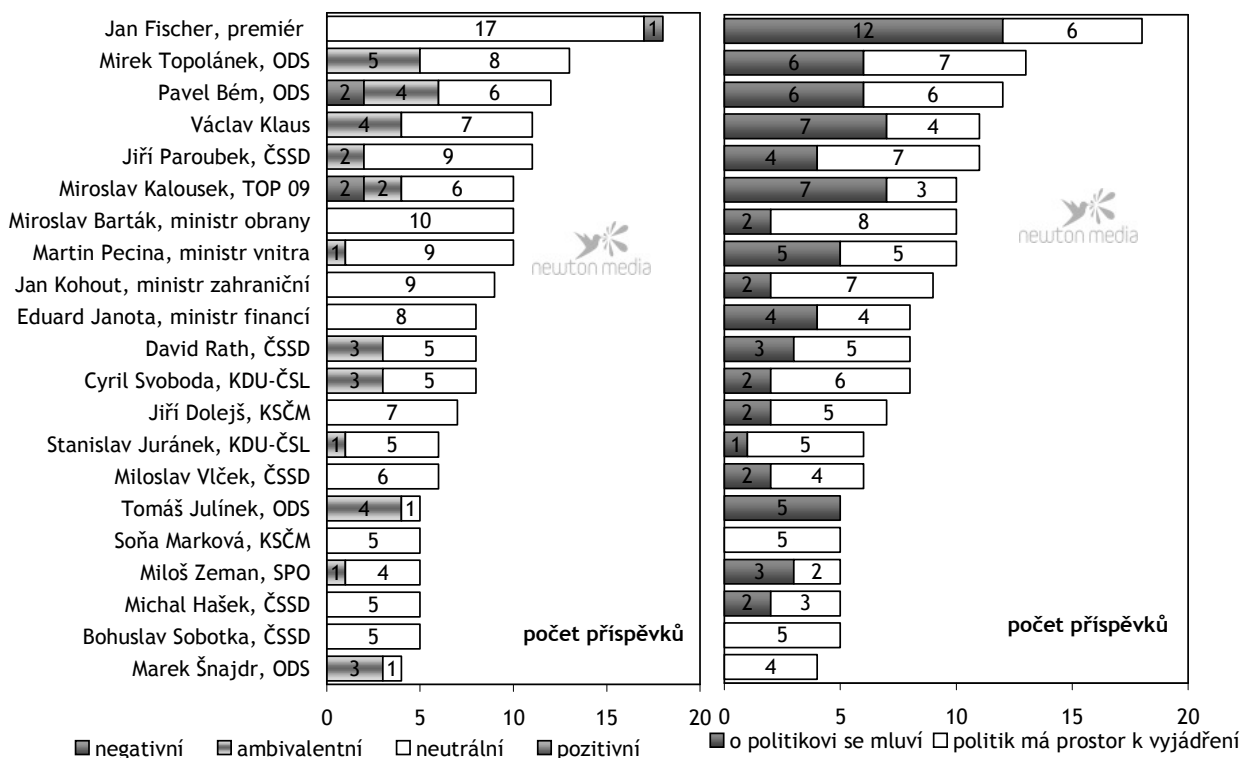 Jan Fischer, premiér 17 1 12 6
Mirek Topolánek, ODS 5 8 6 7
Pavel Bém, ODS 2 4 6 6 6
Václav Klaus 4 7 7 4
Jiří Paroubek, ČSSD 2 9 4 7
Miroslav Kalousek, TOP 09 2 2 6 7 3
Miroslav Barták, ministr obrany 10 2 8
newton media newton media
Martin Pecina, ministr vnitra 1 9 5 5
Jan Kohout, ministr zahraniční 9 2 7
Eduard Janota, ministr financí 8 4 4
David Rath, ČSSD 3 5 3 5
Cyril Svoboda, KDU-ČSL 3 5 2 6
Jiří Dolejš, KSČM 7 2 5
Stanislav Juránek, KDU-ČSL 1 5 1 5
Miloslav Vlček, ČSSD 6 2 4
Tomáš Julínek, ODS 4 1 5
Soňa Marková, KSČM 5 5
Miloš Zeman, SPO 1 4 3 2
Michal Hašek, ČSSD 5 2 3
Bohuslav Sobotka, ČSSD 5 5
počet příspěvků počet příspěvků
Marek Šnajdr, ODS 3 1 4
0 5 10 15 20 0 5 10 15 20
negativní ambivalentní neutrální pozitivní o politikovi se mluví politik má prostor k vyjádření